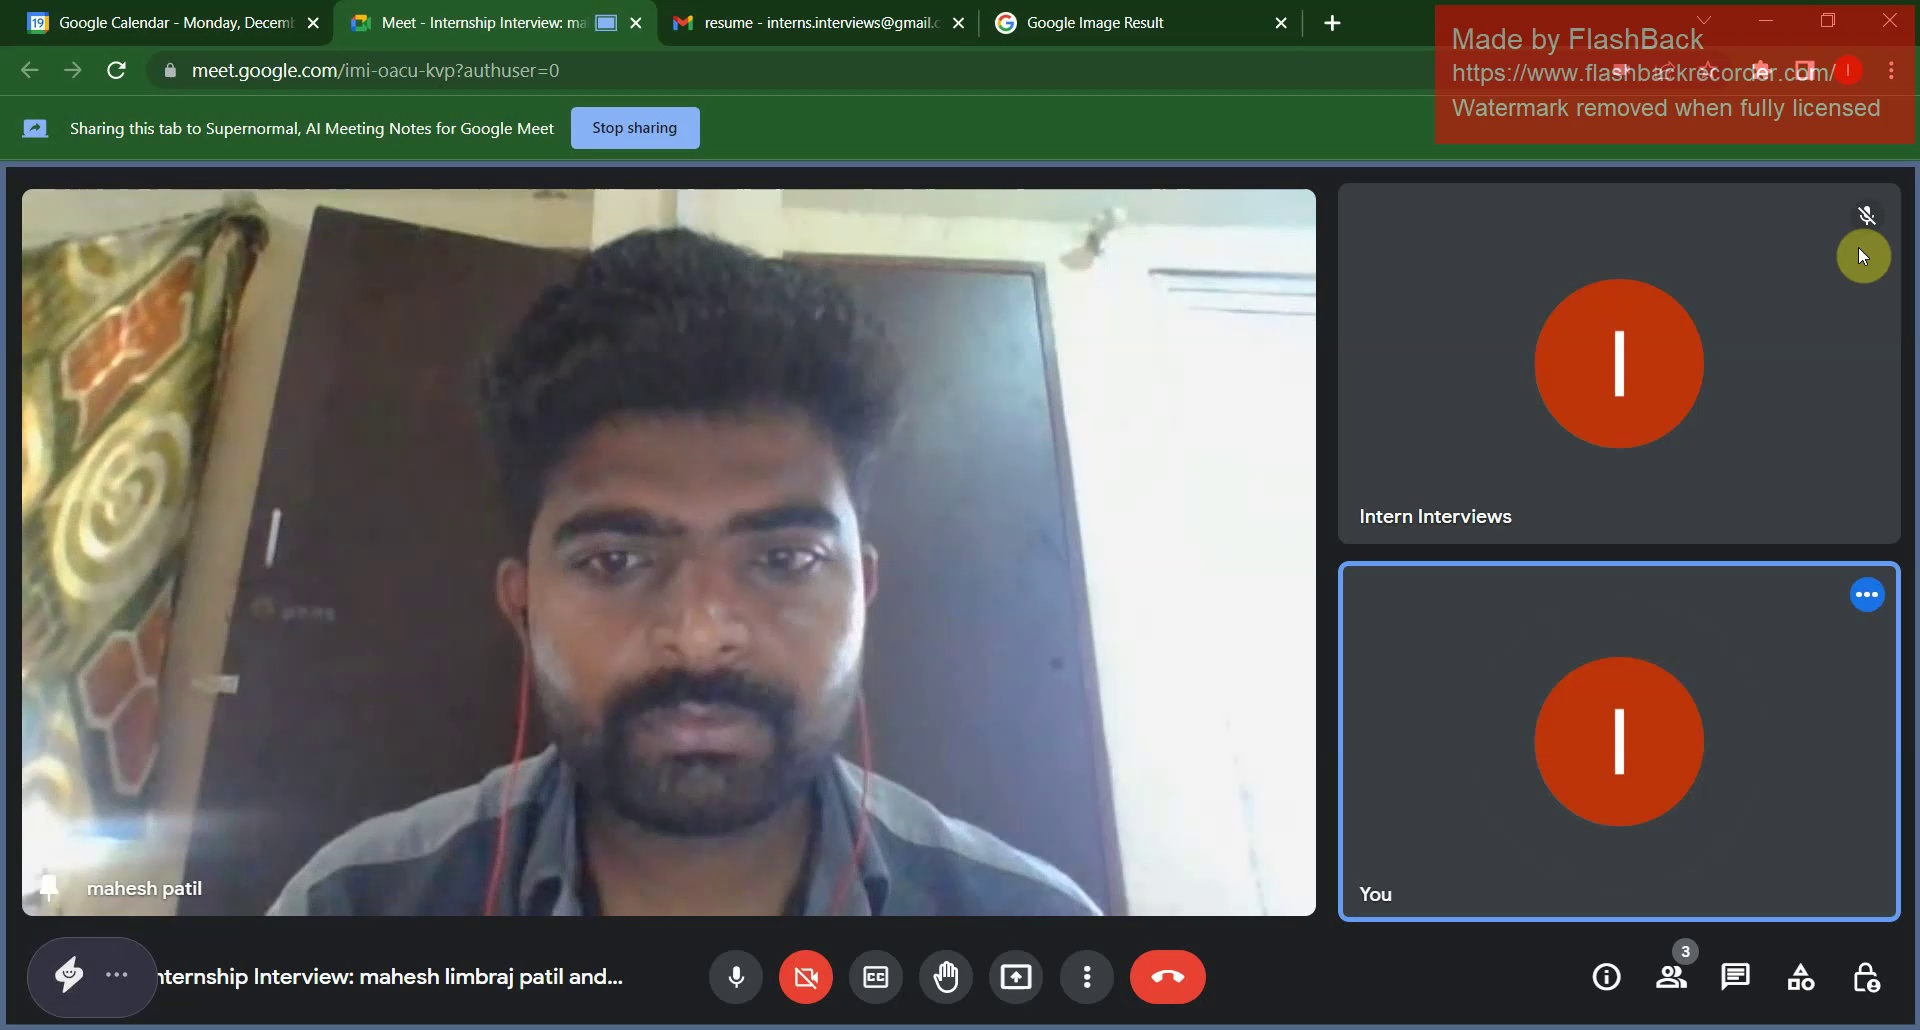 19
Google Calendar - Monday, Decemb
Meet - Internship Interview: ma
resume - interns.interviews@gmail.c
Google Image Result
Made by FlashBack
meet.google.com/imi-oacu-kvp?authuser=0
https://www.flashbackrecorder.com/
I
Watermark removed when fully licensed
Sharing this tab to Supernormal, AI Meeting Notes for Google Meet
Stop sharing
I
Intern Interviews
I
mahesh patil
You
nternship Interview: mahesh limbraj patil and...
CC
3